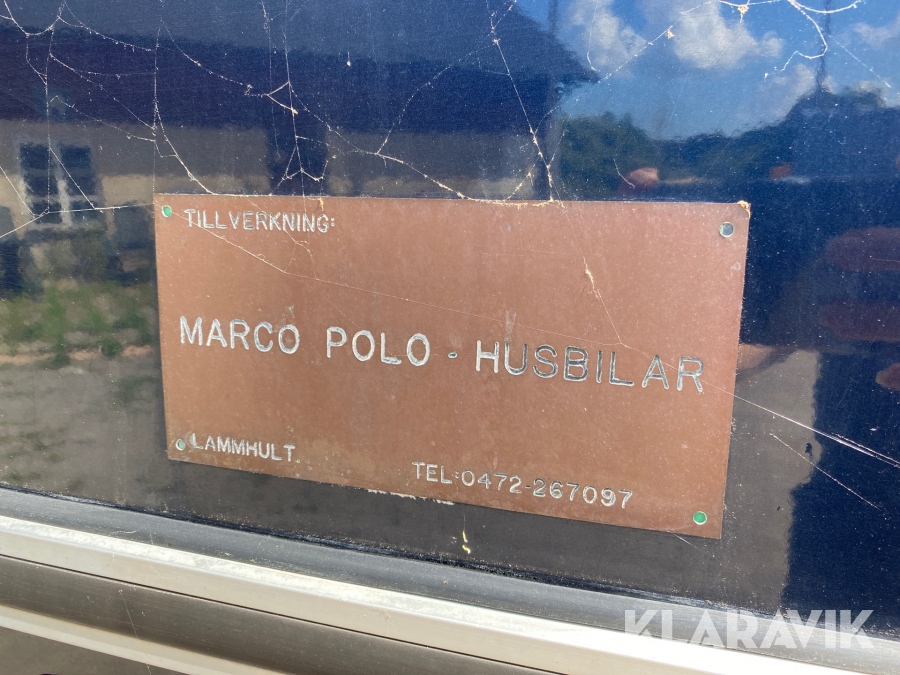 TILLVERKNING:
MARCO POLO - HUSBILAR
LAMMHULT.
TEL:0472-267097
KLARAVIK